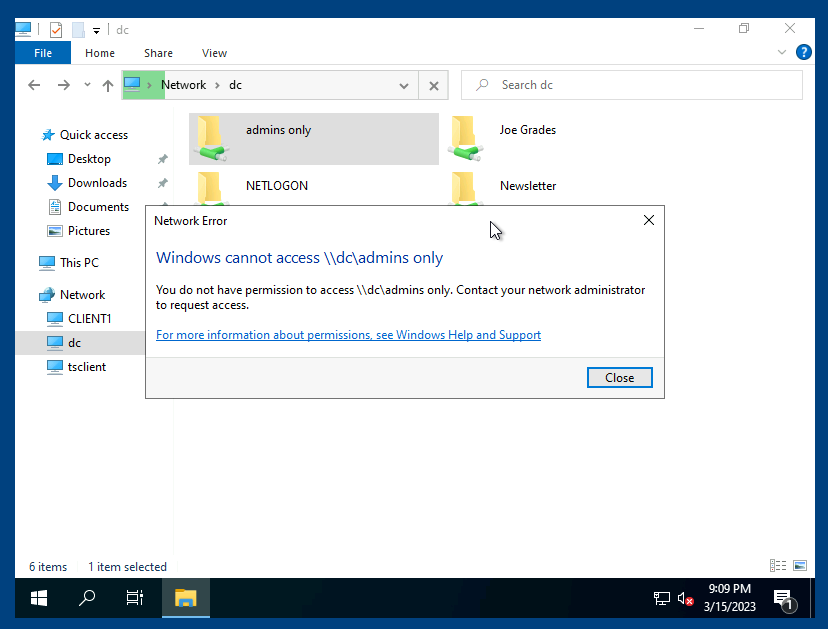 dc
File Home Share View
Network dc
Search dc
Quick access
Desktop
Downloads
Documents
Pictures
This PC
Network
CLIENT1
dc
tsclient
admins only
Joe Grades
NETLOGON
Newsletter
Network Error
Windows cannot access \\dc\admins only
You do not have permission to access \\dc\admins only. Contact your network administrator
to request access.
For more information about permissions, see Windows Help and Support
Close
6 items 1 item selected
9:09 PM
3/15/2023
1